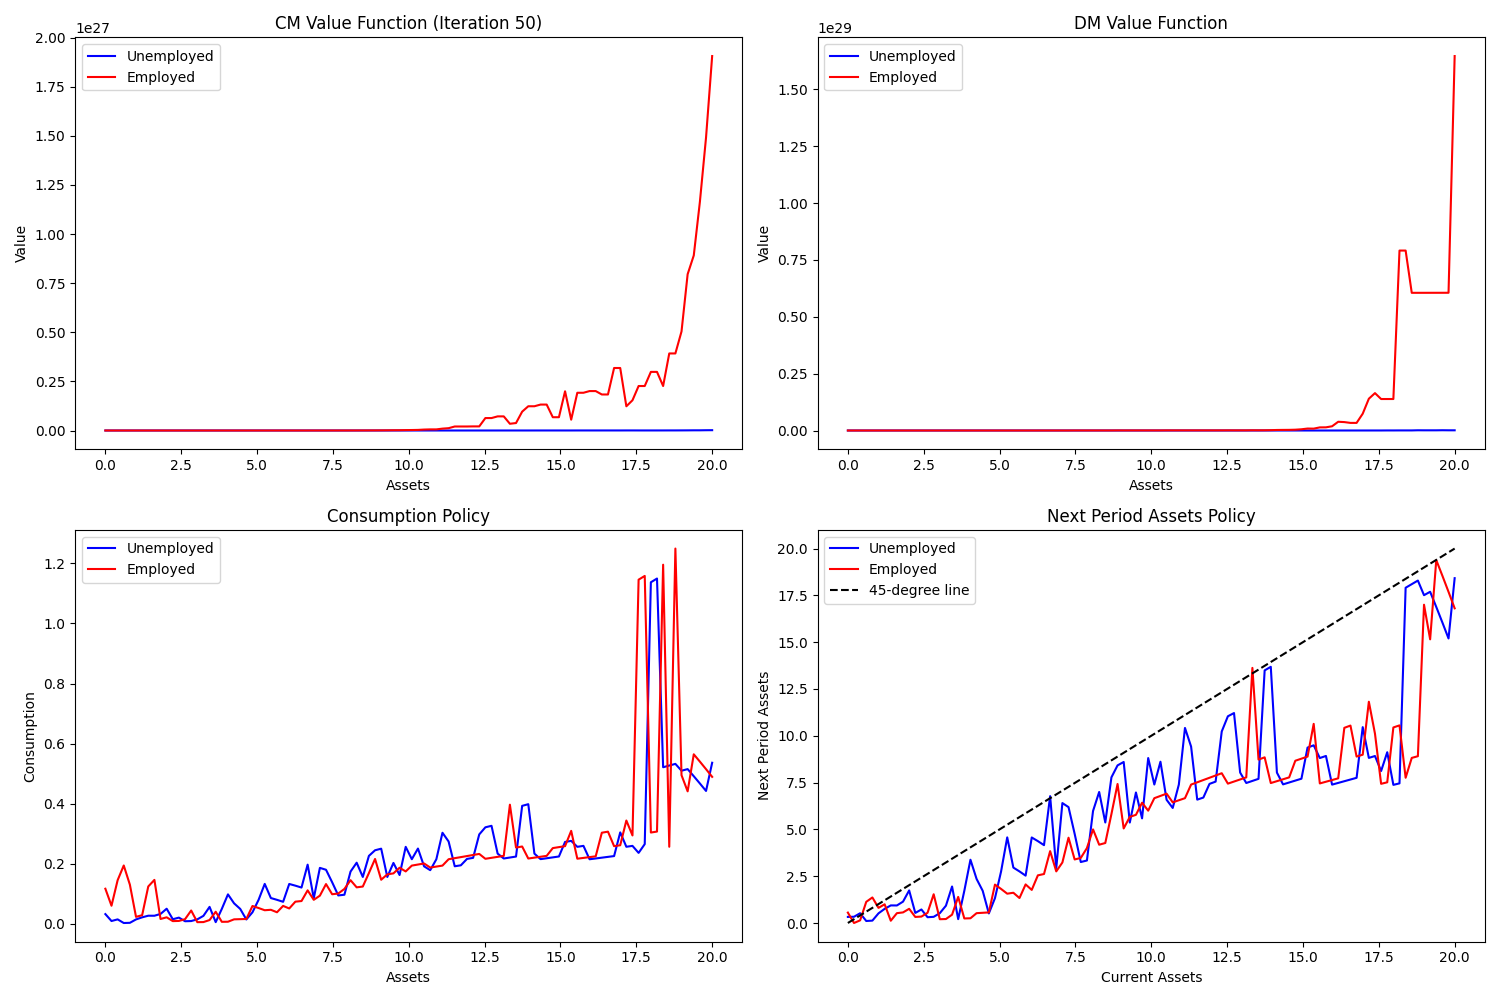 CM Value Function (Iteration 50)
1e27
2.00
1.75
1.50
1.25
1.00
0.75
0.50
0.25
0.00
Value
Unemployed
Employed
0.0 2.5 5.0 7.5 10.0 12.5 15.0 17.5 20.0
Assets
DM Value Function
1e29
1.50
1.25
1.00
0.75
0.50
0.25
0.00
Value
Unemployed
Employed
0.0 2.5 5.0 7.5 10.0 12.5 15.0 17.5 20.0
Assets
Consumption Policy
1.2
1.0
0.8
0.6
0.4
0.2
0.0
Consumption
Unemployed
Employed
0.0 2.5 5.0 7.5 10.0 12.5 15.0 17.5 20.0
Assets
Next Period Assets Policy
20.0
17.5
15.0
12.5
10.0
7.5
5.0
2.5
0.0
Next Period Assets
Unemployed
Employed
45-degree line
0.0 2.5 5.0 7.5 10.0 12.5 15.0 17.5 20.0
Current Assets